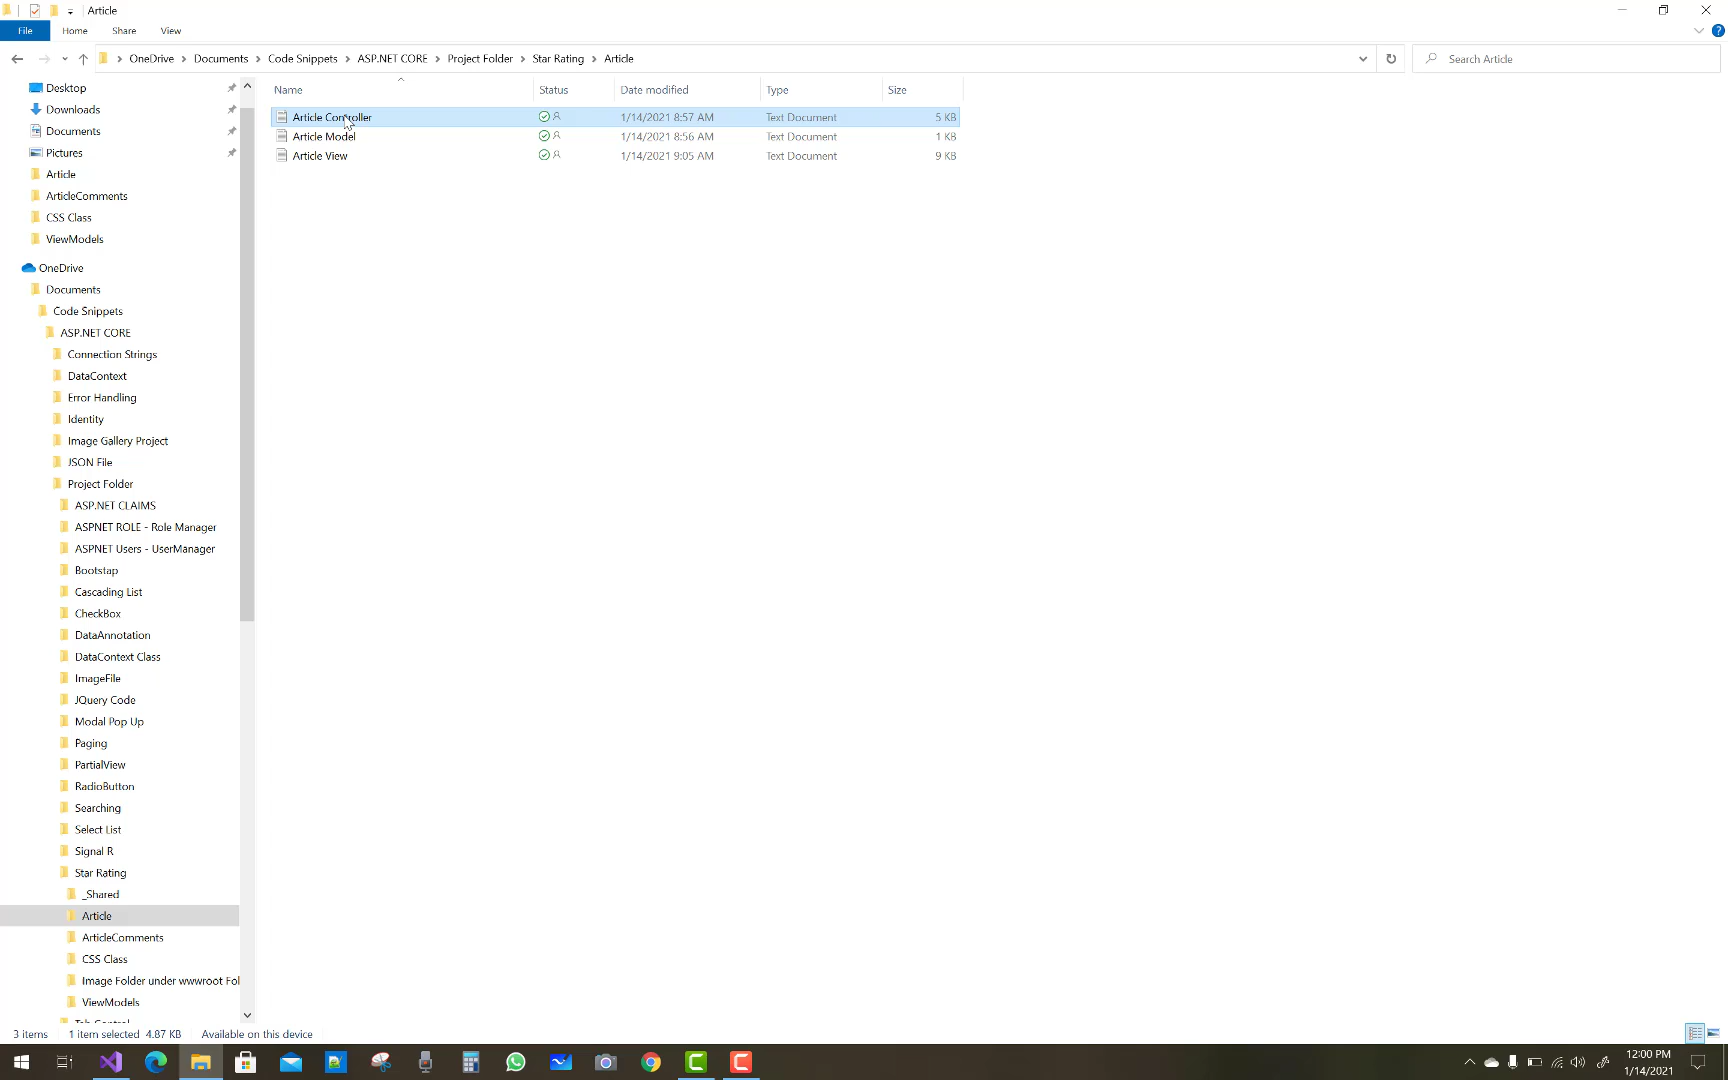 Article
File
Home
Share
View
OneDrive
Documents
Code Snippets
ASP.NET CORE
Project Folder
Star Rating
Article
Search Article
Desktop
Downloads
Documents
Pictures
Article
ArticleComments
CSS Class
ViewModels
OneDrive
Documents
Code Snippets
ASP.NET CORE
Connection Strings
DataContext
Error Handling
Identity
Image Gallery Project
JSON File
Project Folder
ASP.NET CLAIMS
ASPNET ROLE - Role Manager
ASPNET Users - UserManager
Bootstap
Cascading List
CheckBox
DataAnnotation
DataContext Class
ImageFile
JQuery Code
Modal Pop Up
Paging
PartialView
RadioButton
Searching
Select List
Signal R
Star Rating
_Shared
Article
ArticleComments
CSS Class
Image Folder under wwwroot Fol
ViewModels
Name Status Date modified Type Size
Article Controller 1/14/2021 8:57 AM Text Document 5 KB
Article Model 1/14/2021 8:56 AM Text Document 1 KB
Article View 1/14/2021 9:05 AM Text Document 9 KB
3 items 1 item selected 4.87 KB Available on this device
12:00 PM
1/14/2021